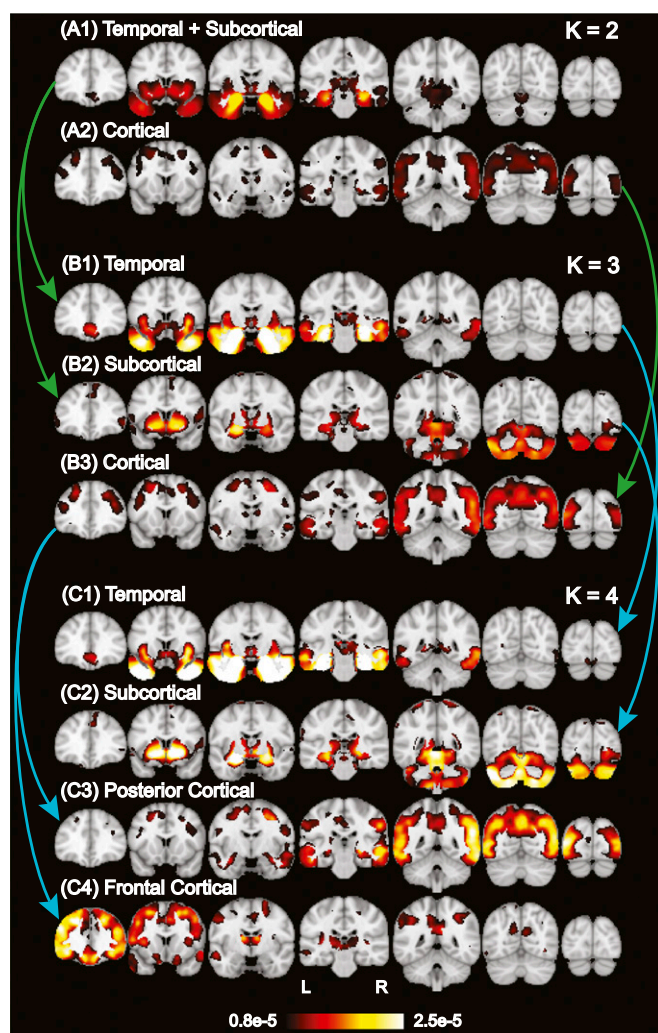 (A1) Temporal + Subcortical
K = 2
(A2) Cortical
(B1) Temporal
K = 3
(B2) Subcortical
(B3) Cortical
(C1) Temporal
K = 4
(C2) Subcortical
(C3) Posterior Cortical
(C4) Frontal Cortical
L R
0.8e-5 2.5e-5